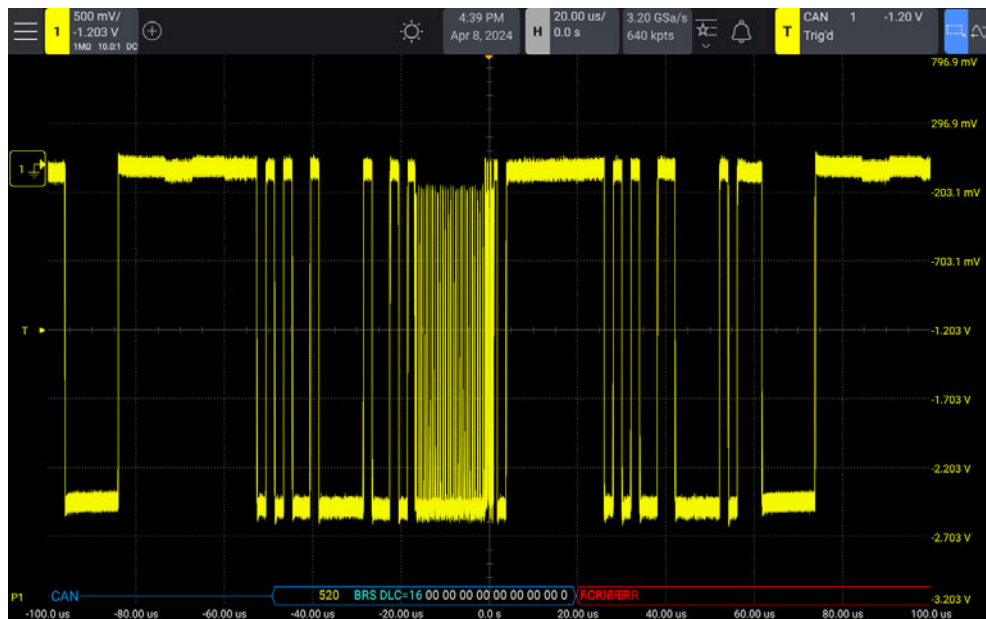 1
500 mV/
-1.203 V
1MΩ 10.0:1 DC
4:39 PM
Apr 8, 2024
H
20.00 us/
0.0 s
3.20 GSa/s
640 kpts
T
CAN 1 -1.20 V
Trig'd
796.9 mV
296.9 mV
1
-203.1 mV
-703.1 mV
T
-1.203 V
-1.703 V
-2.203 V
-2.703 V
P1 CAN 520 BRS DLC=16 00 00 00 00 00 00 00 00 0
-3.203 V
-100.0 us -80.00 us -60.00 us -40.00 us -20.00 us 0.0 s 20.00 us 40.00 us 60.00 us 80.00 us 100.0 us